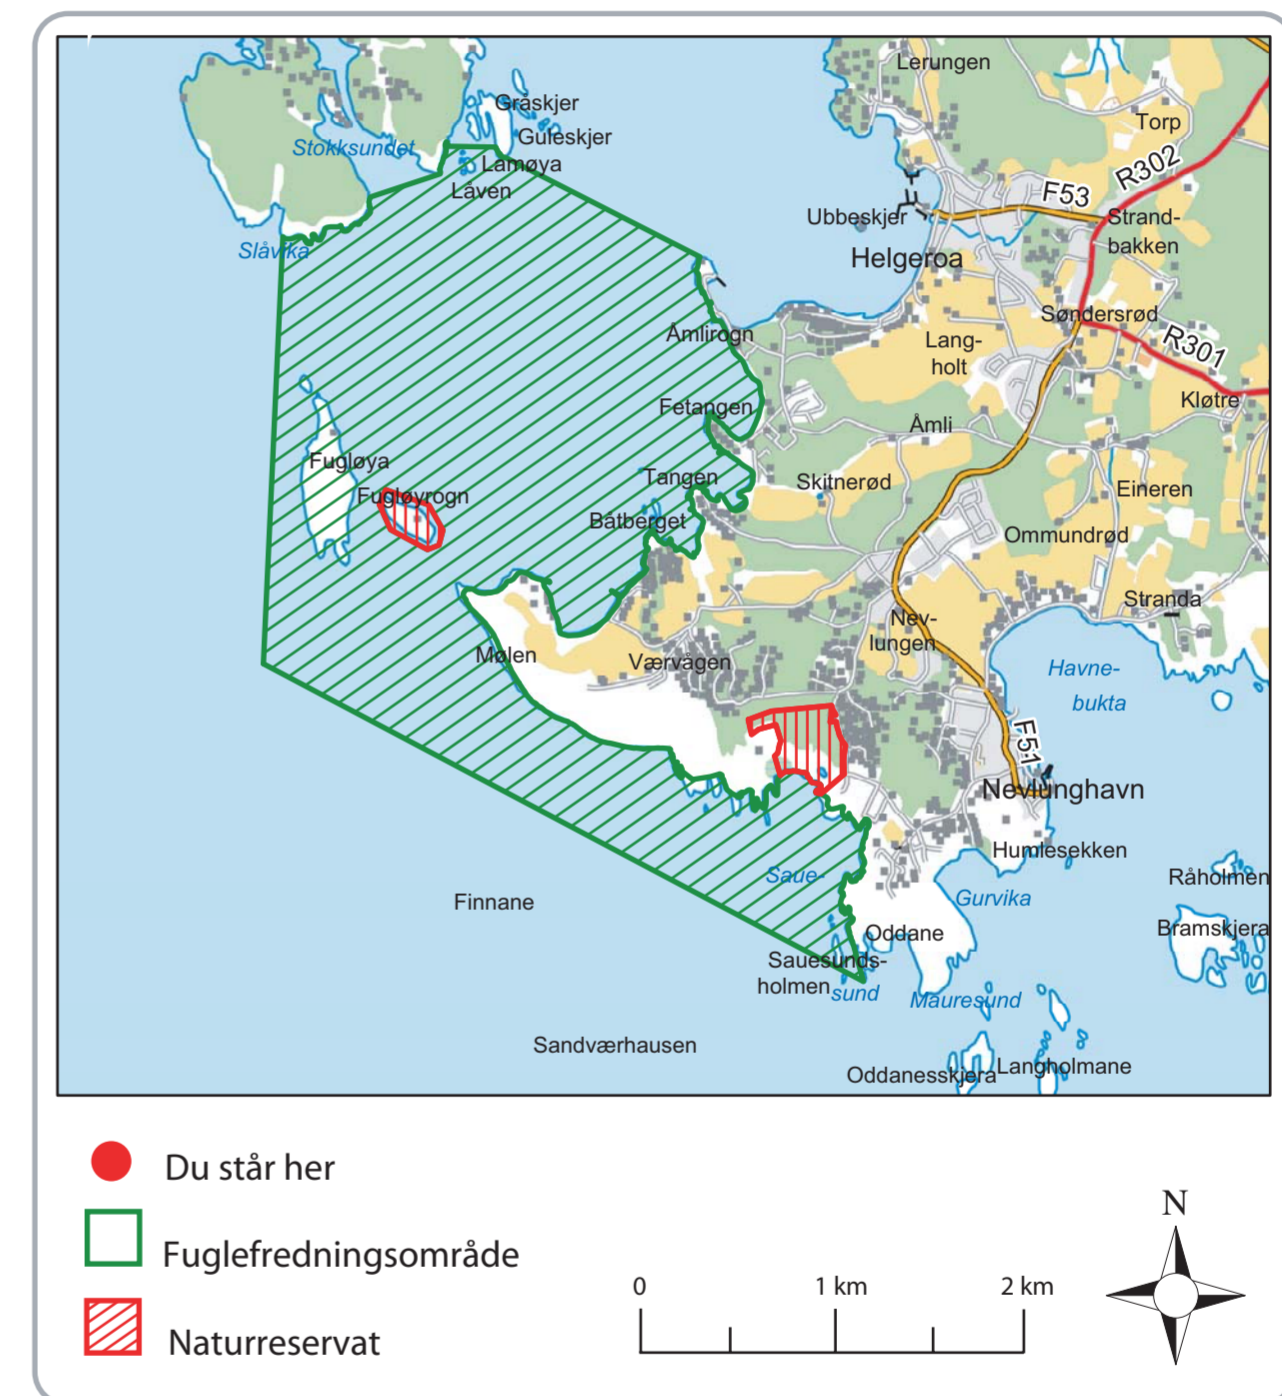 Lerungen
Gråskjer
Torp
Guleskjer
Stokksundet
Lamøya
R302
Låven
F53
Ubbeskjer
Strand-
bakken
Slåvika
Helgeroa
Søndersrød
Åmlirogn
Lang-
holt
R301
Kløtre
Fetangen
Åmli
Fugløya
Tangen
Skitnerød
Eineren
Fugløyrogn
Båtberget
Ommundrød
Stranda
Nev-
lungen
Mølen
Værvågen
Havne-
bukta
F51
Nevlunghavn
Humlesekken
Saue-
Råholmen
Finnane
Gurvika
Oddane
Bramskjera
Sauesunds-
holmen
sund
Mauresund
Sandværhausen
Langholmane
Oddanesskjera
Du står her
Fuglefredningsområde
Naturreservat
0
1 km
2 km
N